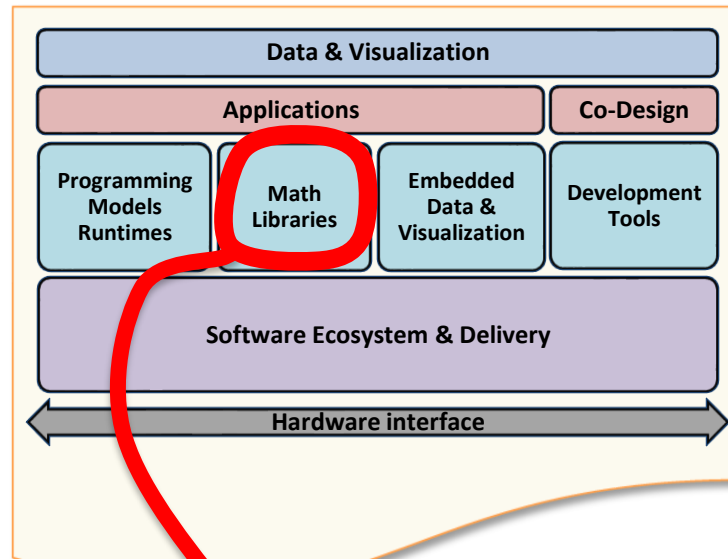 Data & Visualization
Applications
Co-Design
Programming
Models
Runtimes
Math
Libraries
Embedded
Data &
Visualization
Development
Tools
Software Ecosystem & Delivery
Hardware interface